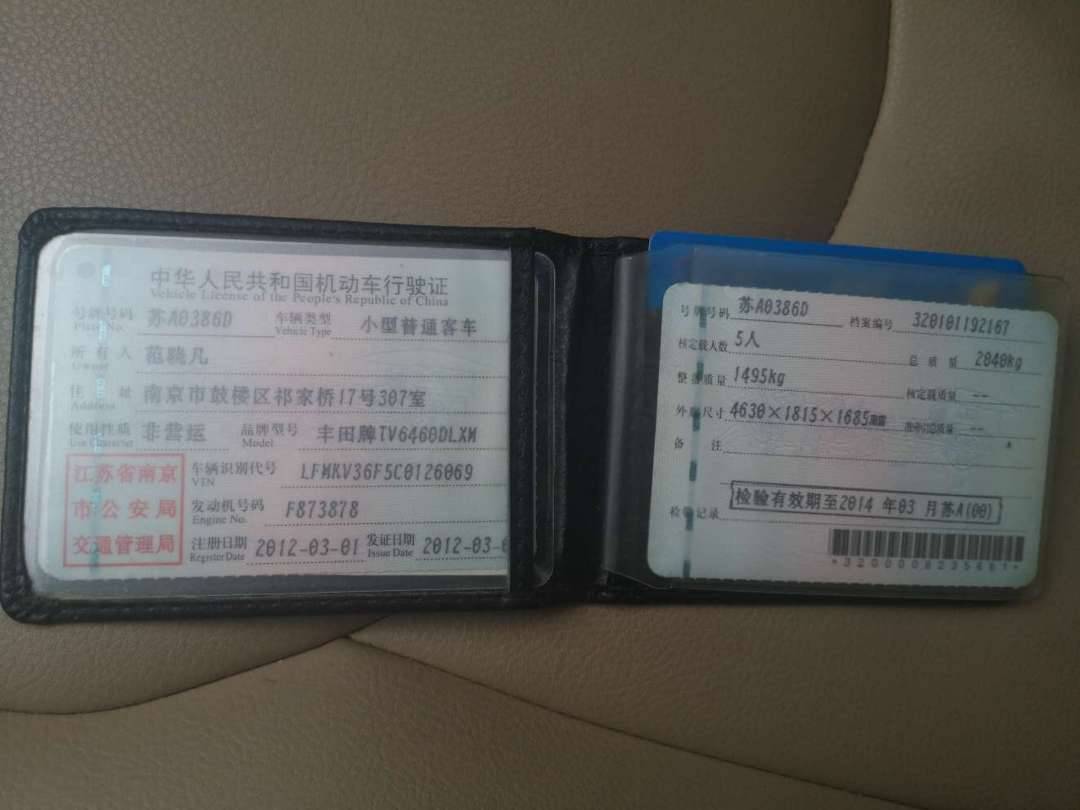 中华人民共和国机动车行驶证
Vehicle License of the People's Republic of China
号牌号码 苏A0386D 车辆类型 小型普通客车
Plate No. Vehicle Type
所有人 范晓凡
Owner
住址 南京市鼓楼区祁家桥17号307室
Address
使用性质 非营运 品牌型号 丰田牌TV6460DLXM
Use Character Model
江苏省南京
市公安局
交通管理局
车辆识别代号 LFMKV36F5C0126069
VIN
发动机号码 F873878
Engine No.
注册日期 2012-03-01 发证日期 2012-03-0
Register Date Issue Date
号牌号码 苏A0386D 档案编号 320101192167
核定载人数 5人 总质量 2040kg
整备质量 1495kg 核定载质量 --
外廓尺寸 4630×1815×1685 --
备注 *
检验记录 检验有效期至2014年03月苏A(00)